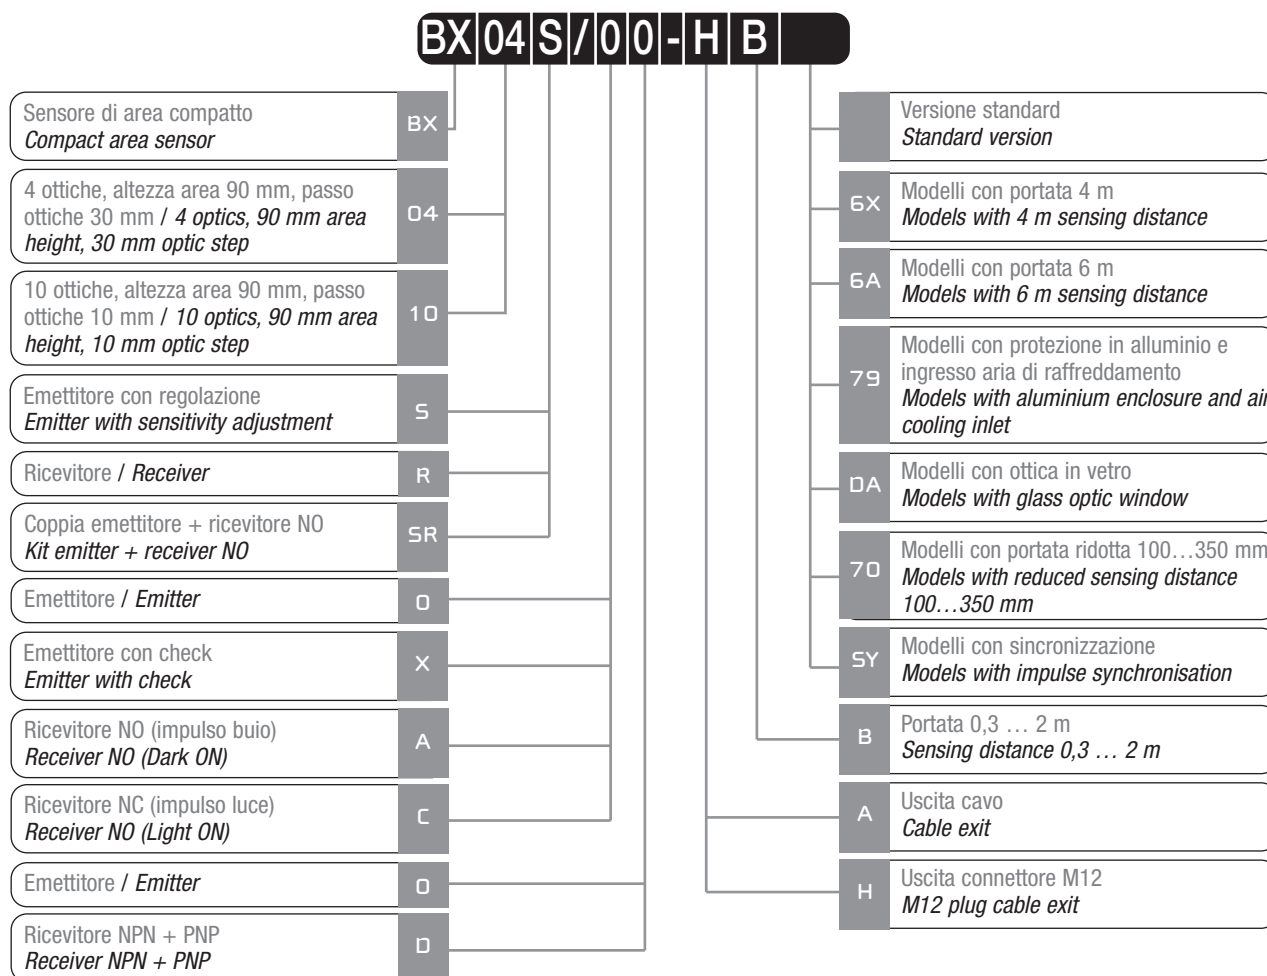 BX04S/00-HB
Sensore di area compatto
Compact area sensor
BX
4 ottiche, altezza area 90 mm, passo
ottiche 30 mm / 4 optics, 90 mm area
height, 30 mm optic step
04
10 ottiche, altezza area 90 mm, passo
ottiche 10 mm / 10 optics, 90 mm area
height, 10 mm optic step
10
Emettitore con regolazione
Emitter with sensitivity adjustment
S
Ricevitore / Receiver
R
Coppia emettitore + ricevitore NO
Kit emitter + receiver NO
SR
Emettitore / Emitter
0
Emettitore con check
Emitter with check
X
Ricevitore NO (impulso buio)
Receiver NO (Dark ON)
A
Ricevitore NC (impulso luce)
Receiver NO (Light ON)
C
Emettitore / Emitter
0
Ricevitore NPN + PNP
Receiver NPN + PNP
D
Versione standard
Standard version
6X
Modelli con portata 4 m
Models with 4 m sensing distance
6A
Modelli con portata 6 m
Models with 6 m sensing distance
79
Modelli con protezione in alluminio e
ingresso aria di raffreddamento
Models with aluminium enclosure and air
cooling inlet
DA
Modelli con ottica in vetro
Models with glass optic window
70
Modelli con portata ridotta 100…350 mm
Models with reduced sensing distance
100…350 mm
SY
Modelli con sincronizzazione
Models with impulse synchronisation
B
Portata 0,3 … 2 m
Sensing distance 0,3 … 2 m
A
Uscita cavo
Cable exit
H
Uscita connettore M12
M12 plug cable exit